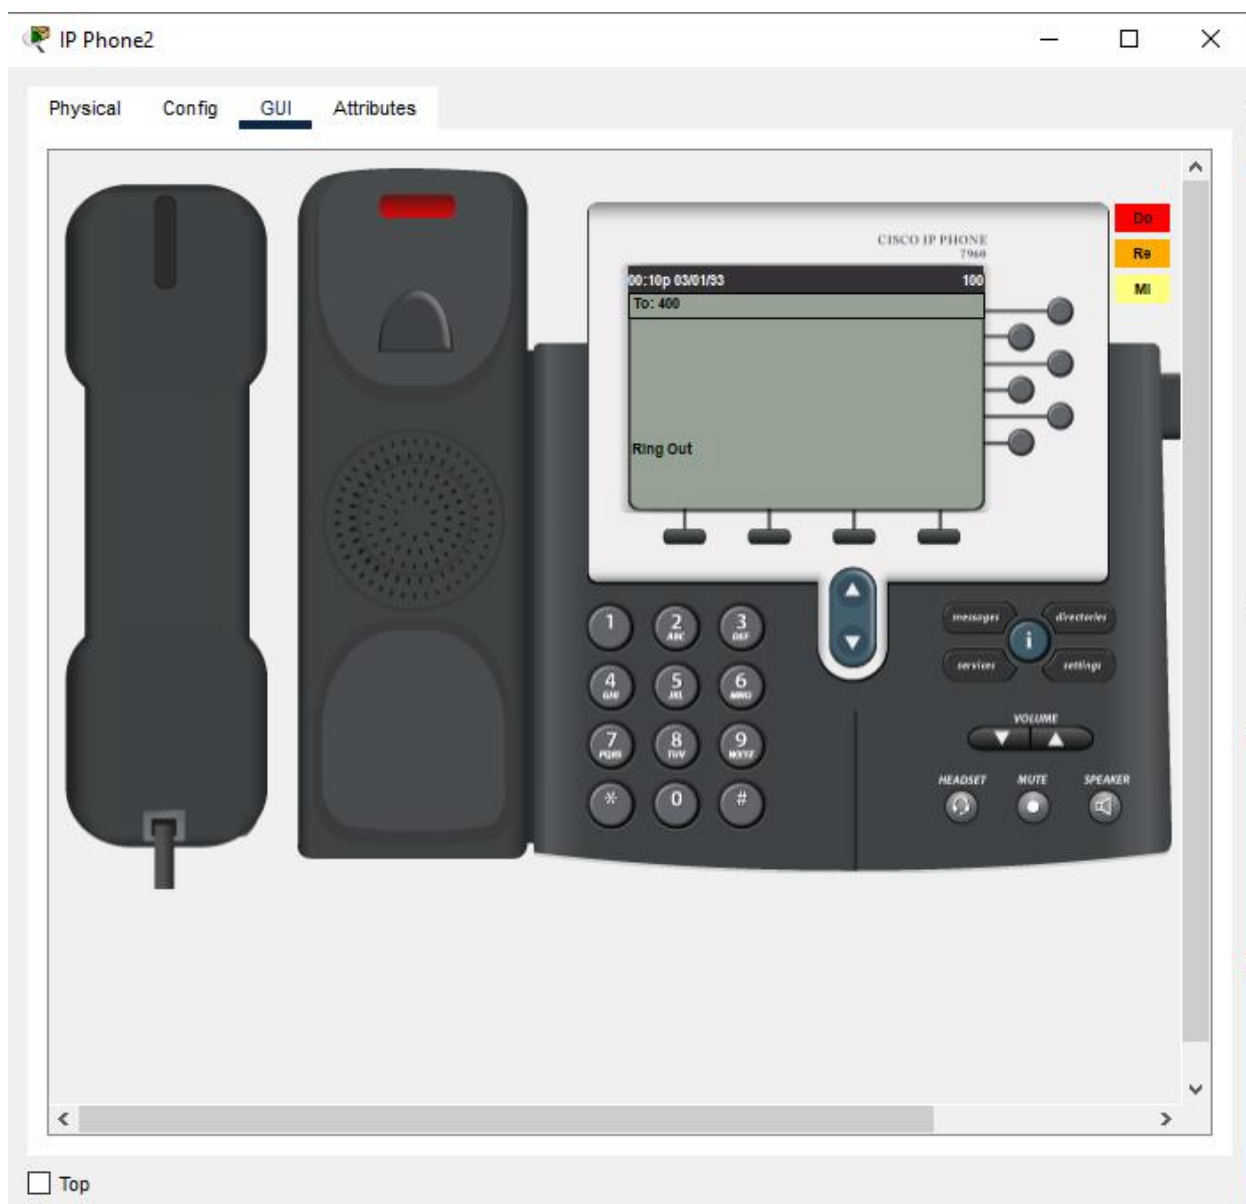 IP Phone2
Physical Config GUI Attributes
CISCO IP PHONE
7960
00:10p 03/01/93 100
To: 400
Ring Out
Do
Re
MI
1 2 ABC 3 DEF
4 GHI 5 JKL 6 MNO
7 PQRS 8 TUV 9 WXYZ
* 0 #
messages directories
i
services settings
VOLUME
HEADSET MUTE SPEAKER
Top